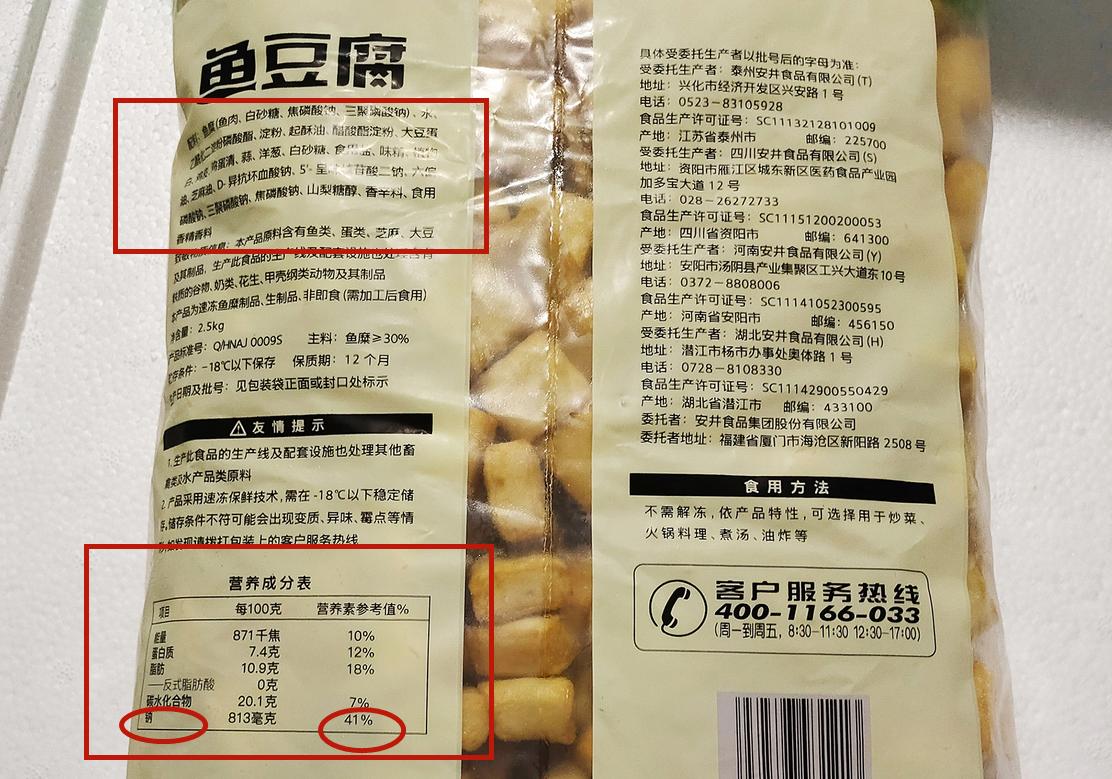 鱼豆腐
配料：鱼糜(鱼肉、白砂糖、焦磷酸钠、三聚磷酸钠)、水、
二淀粉磷酸酯、淀粉、起酥油、醋酸酯淀粉、大豆蛋
白、鸡蛋清、蒜、洋葱、白砂糖、食用盐、味精、植物
油、芝麻油、D-异抗坏血酸钠、5'-呈味核苷酸二钠、六偏
磷酸钠、三聚磷酸钠、焦磷酸钠、山梨糖醇、香辛料、食用
香精香料
致敏物质信息：本产品原料含有鱼类、蛋类、芝麻、大豆
及其制品，生产此食品的生产线及配套设施也处理含有
麸质的谷物、奶类、花生、甲壳纲类动物及其制品
本产品为速冻鱼糜制品、生制品、非即食(需加工后食用)
净含量：2.5kg
产品标准号：Q/HNAJ 0009S 主料：鱼糜≥30%
贮存条件：-18℃以下保存 保质期：12个月
生产日期及批号：见包装袋正面或封口处标示
友情提示
1.生产此食品的生产线及配套设施也处理其他畜
禽类及水产品类原料
2.产品采用速冻保鲜技术，需在-18℃以下稳定储
存，储存条件不符可能会出现变质、异味、霉点等情
况，如发现请拨打包装上的客户服务热线
营养成分表
项目 每100克 营养素参考值%
能量 871千焦 10%
蛋白质 7.4克 12%
脂肪 10.9克 18%
——反式脂肪酸 0克
碳水化合物 20.1克 7%
钠 813毫克 41%
具体受委托生产者以批号后的字母为准：
受委托生产者：泰州安井食品有限公司(T)
地址：兴化市经济开发区兴安路1号
电话：0523-83105928
食品生产许可证号：SC11132128101009
产地：江苏省泰州市 邮编：225700
受委托生产者：四川安井食品有限公司(S)
地址：资阳市雁江区城东新区医药食品产业园
加多宝大道12号
电话：028-26272733
食品生产许可证号：SC11151200200053
产地：四川省资阳市 邮编：641300
受委托生产者：河南安井食品有限公司(Y)
地址：安阳市汤阴县产业集聚区工兴大道东10号
电话：0372-8808006
食品生产许可证号：SC11141052300595
产地：河南省安阳市 邮编：456150
受委托生产者：湖北安井食品有限公司(H)
地址：潜江市杨市办事处奥体路1号
电话：0728-8108330
食品生产许可证号：SC11142900550429
产地：湖北省潜江市 邮编：433100
委托者：安井食品集团股份有限公司
委托者地址：福建省厦门市海沧区新阳路2508号
食用方法
不需解冻，依产品特性，可选择用于炒菜、
火锅料理、煮汤、油炸等
客户服务热线
400-1166-033
(周一到周五，8:30-11:30 12:30-17:00)